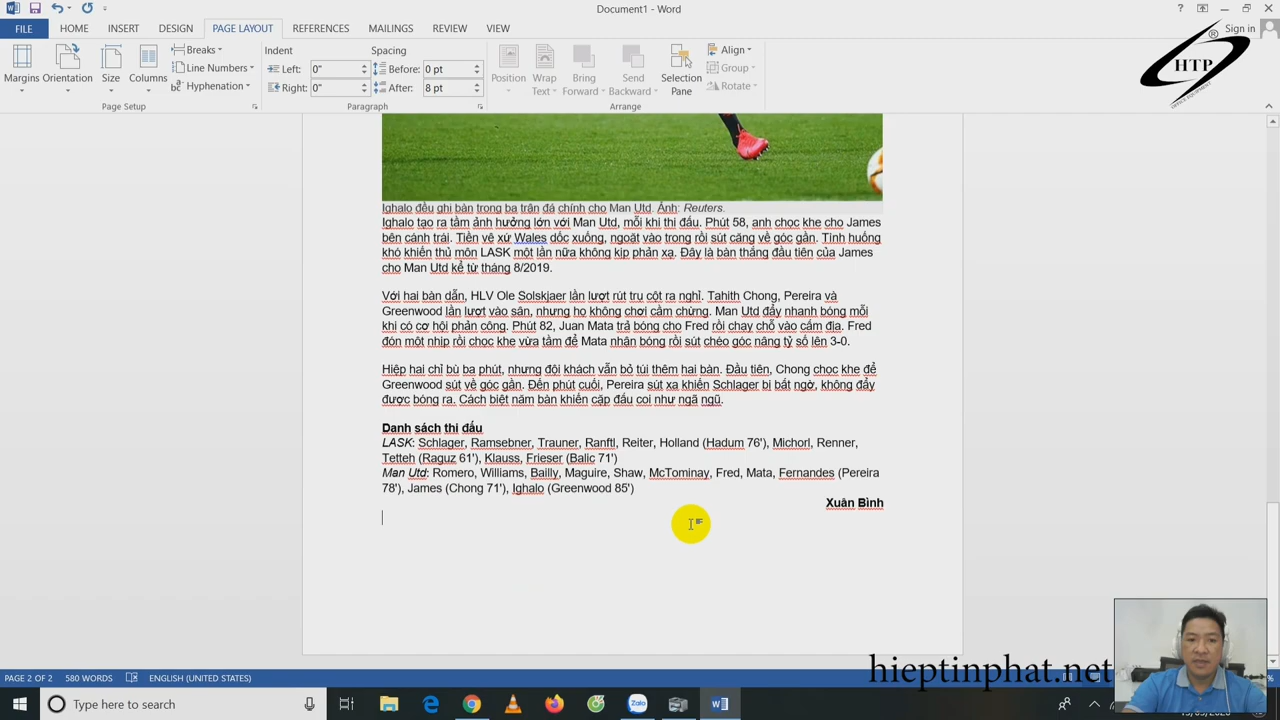 Document1 - Word
Sign in
FILE HOME INSERT DESIGN PAGE LAYOUT REFERENCES MAILINGS REVIEW VIEW
HTP
Margins Orientation Size Columns
Breaks
Line Numbers
Hyphenation
Page Setup
Indent
Left: 0"
Right: 0"
Spacing
Before: 0 pt
After: 8 pt
Paragraph
Position Wrap Text Bring Forward Send Backward Selection Pane
Align
Group
Rotate
Arrange
Ighalo đều ghi bàn trong ba trận đá chính cho Man Utd. Ảnh: Reuters.
Ighalo tạo ra tầm ảnh hưởng lớn với Man Utd, mỗi khi thi đấu. Phút 58, anh chọc khe cho James
bên cánh trái. Tiền vệ xứ Wales dốc xuống, ngoặt vào trong rồi sút căng về góc gần. Tình huống
khó khiến thủ môn LASK một lần nữa không kịp phản xạ. Đây là bàn thắng đầu tiên của James
cho Man Utd kể từ tháng 8/2019.
Với hai bàn dẫn, HLV Ole Solskjaer lần lượt rút trụ cột ra nghỉ. Tahith Chong, Pereira và
Greenwood lần lượt vào sân, nhưng họ không chơi cầm chừng. Man Utd đẩy nhanh bóng mỗi
khi có cơ hội phản công. Phút 82, Juan Mata trả bóng cho Fred rồi chạy chỗ vào cấm địa. Fred
đón một nhịp rồi chọc khe vừa tầm để Mata nhận bóng rồi sút chéo góc nâng tỷ số lên 3-0.
Hiệp hai chỉ bù ba phút, nhưng đội khách vẫn bỏ túi thêm hai bàn. Đầu tiên, Chong chọc khe để
Greenwood sút về góc gần. Đến phút cuối, Pereira sút xa khiến Schlager bị bất ngờ, không đẩy
được bóng ra. Cách biệt năm bàn khiến cặp đấu coi như ngã ngũ.
Danh sách thi đấu
LASK: Schlager, Ramsebner, Trauner, Ranftl, Reiter, Holland (Hadum 76'), Michorl, Renner,
Tetteh (Raguz 61'), Klauss, Frieser (Balic 71')
Man Utd: Romero, Williams, Bailly, Maguire, Shaw, McTominay, Fred, Mata, Fernandes (Pereira
78'), James (Chong 71'), Ighalo (Greenwood 85')
Xuân Bình
hieptinphat.net
PAGE 2 OF 2 580 WORDS ENGLISH (UNITED STATES)
Type here to search
Zalo